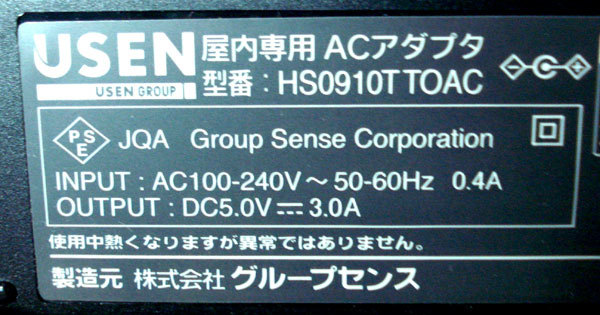 USEN
USEN GROUP
屋内専用 ACアダプタ
型番：HS0910TTOAC
PSE JQA Group Sense Corporation
INPUT : AC100-240V～50-60Hz 0.4A
OUTPUT : DC5.0V⎓3.0A
使用中熱くなりますが異常ではありません。
製造元 株式会社 グループセンス